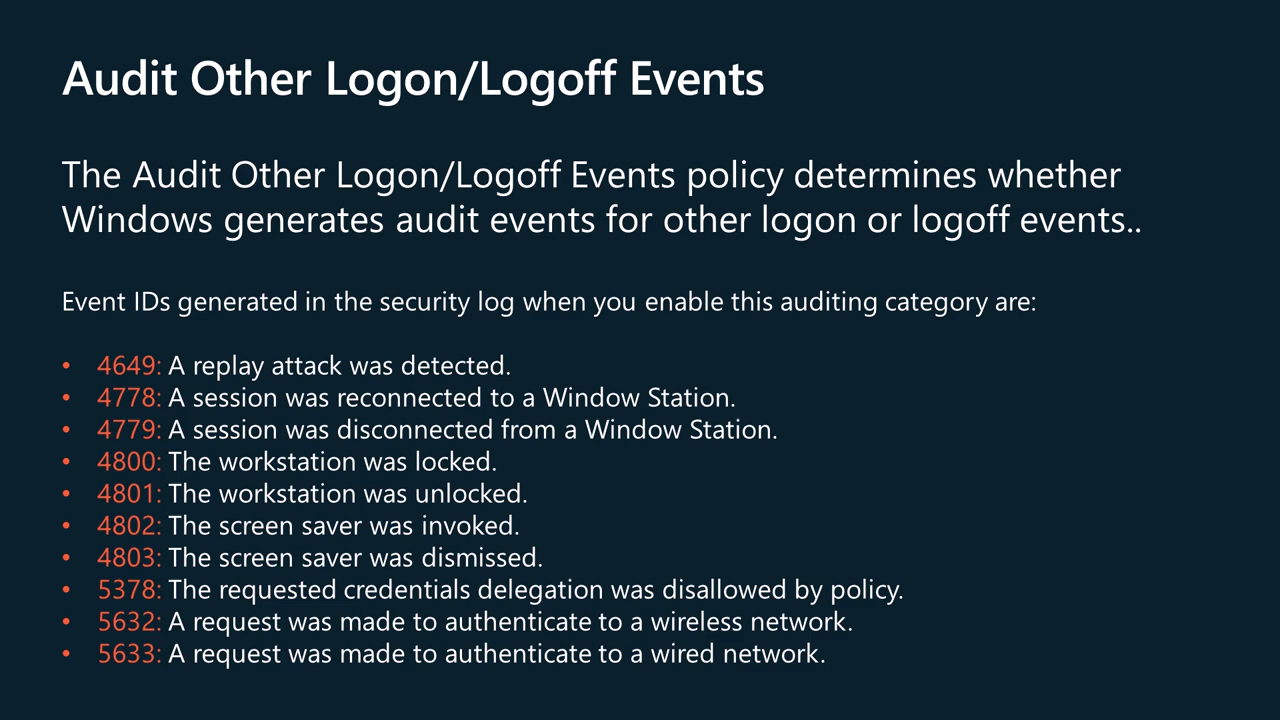 Audit Other Logon/Logoff Events
The Audit Other Logon/Logoff Events policy determines whether
Windows generates audit events for other logon or logoff events..
Event IDs generated in the security log when you enable this auditing category are:
• 4649: A replay attack was detected.
• 4778: A session was reconnected to a Window Station.
• 4779: A session was disconnected from a Window Station.
• 4800: The workstation was locked.
• 4801: The workstation was unlocked.
• 4802: The screen saver was invoked.
• 4803: The screen saver was dismissed.
• 5378: The requested credentials delegation was disallowed by policy.
• 5632: A request was made to authenticate to a wireless network.
• 5633: A request was made to authenticate to a wired network.